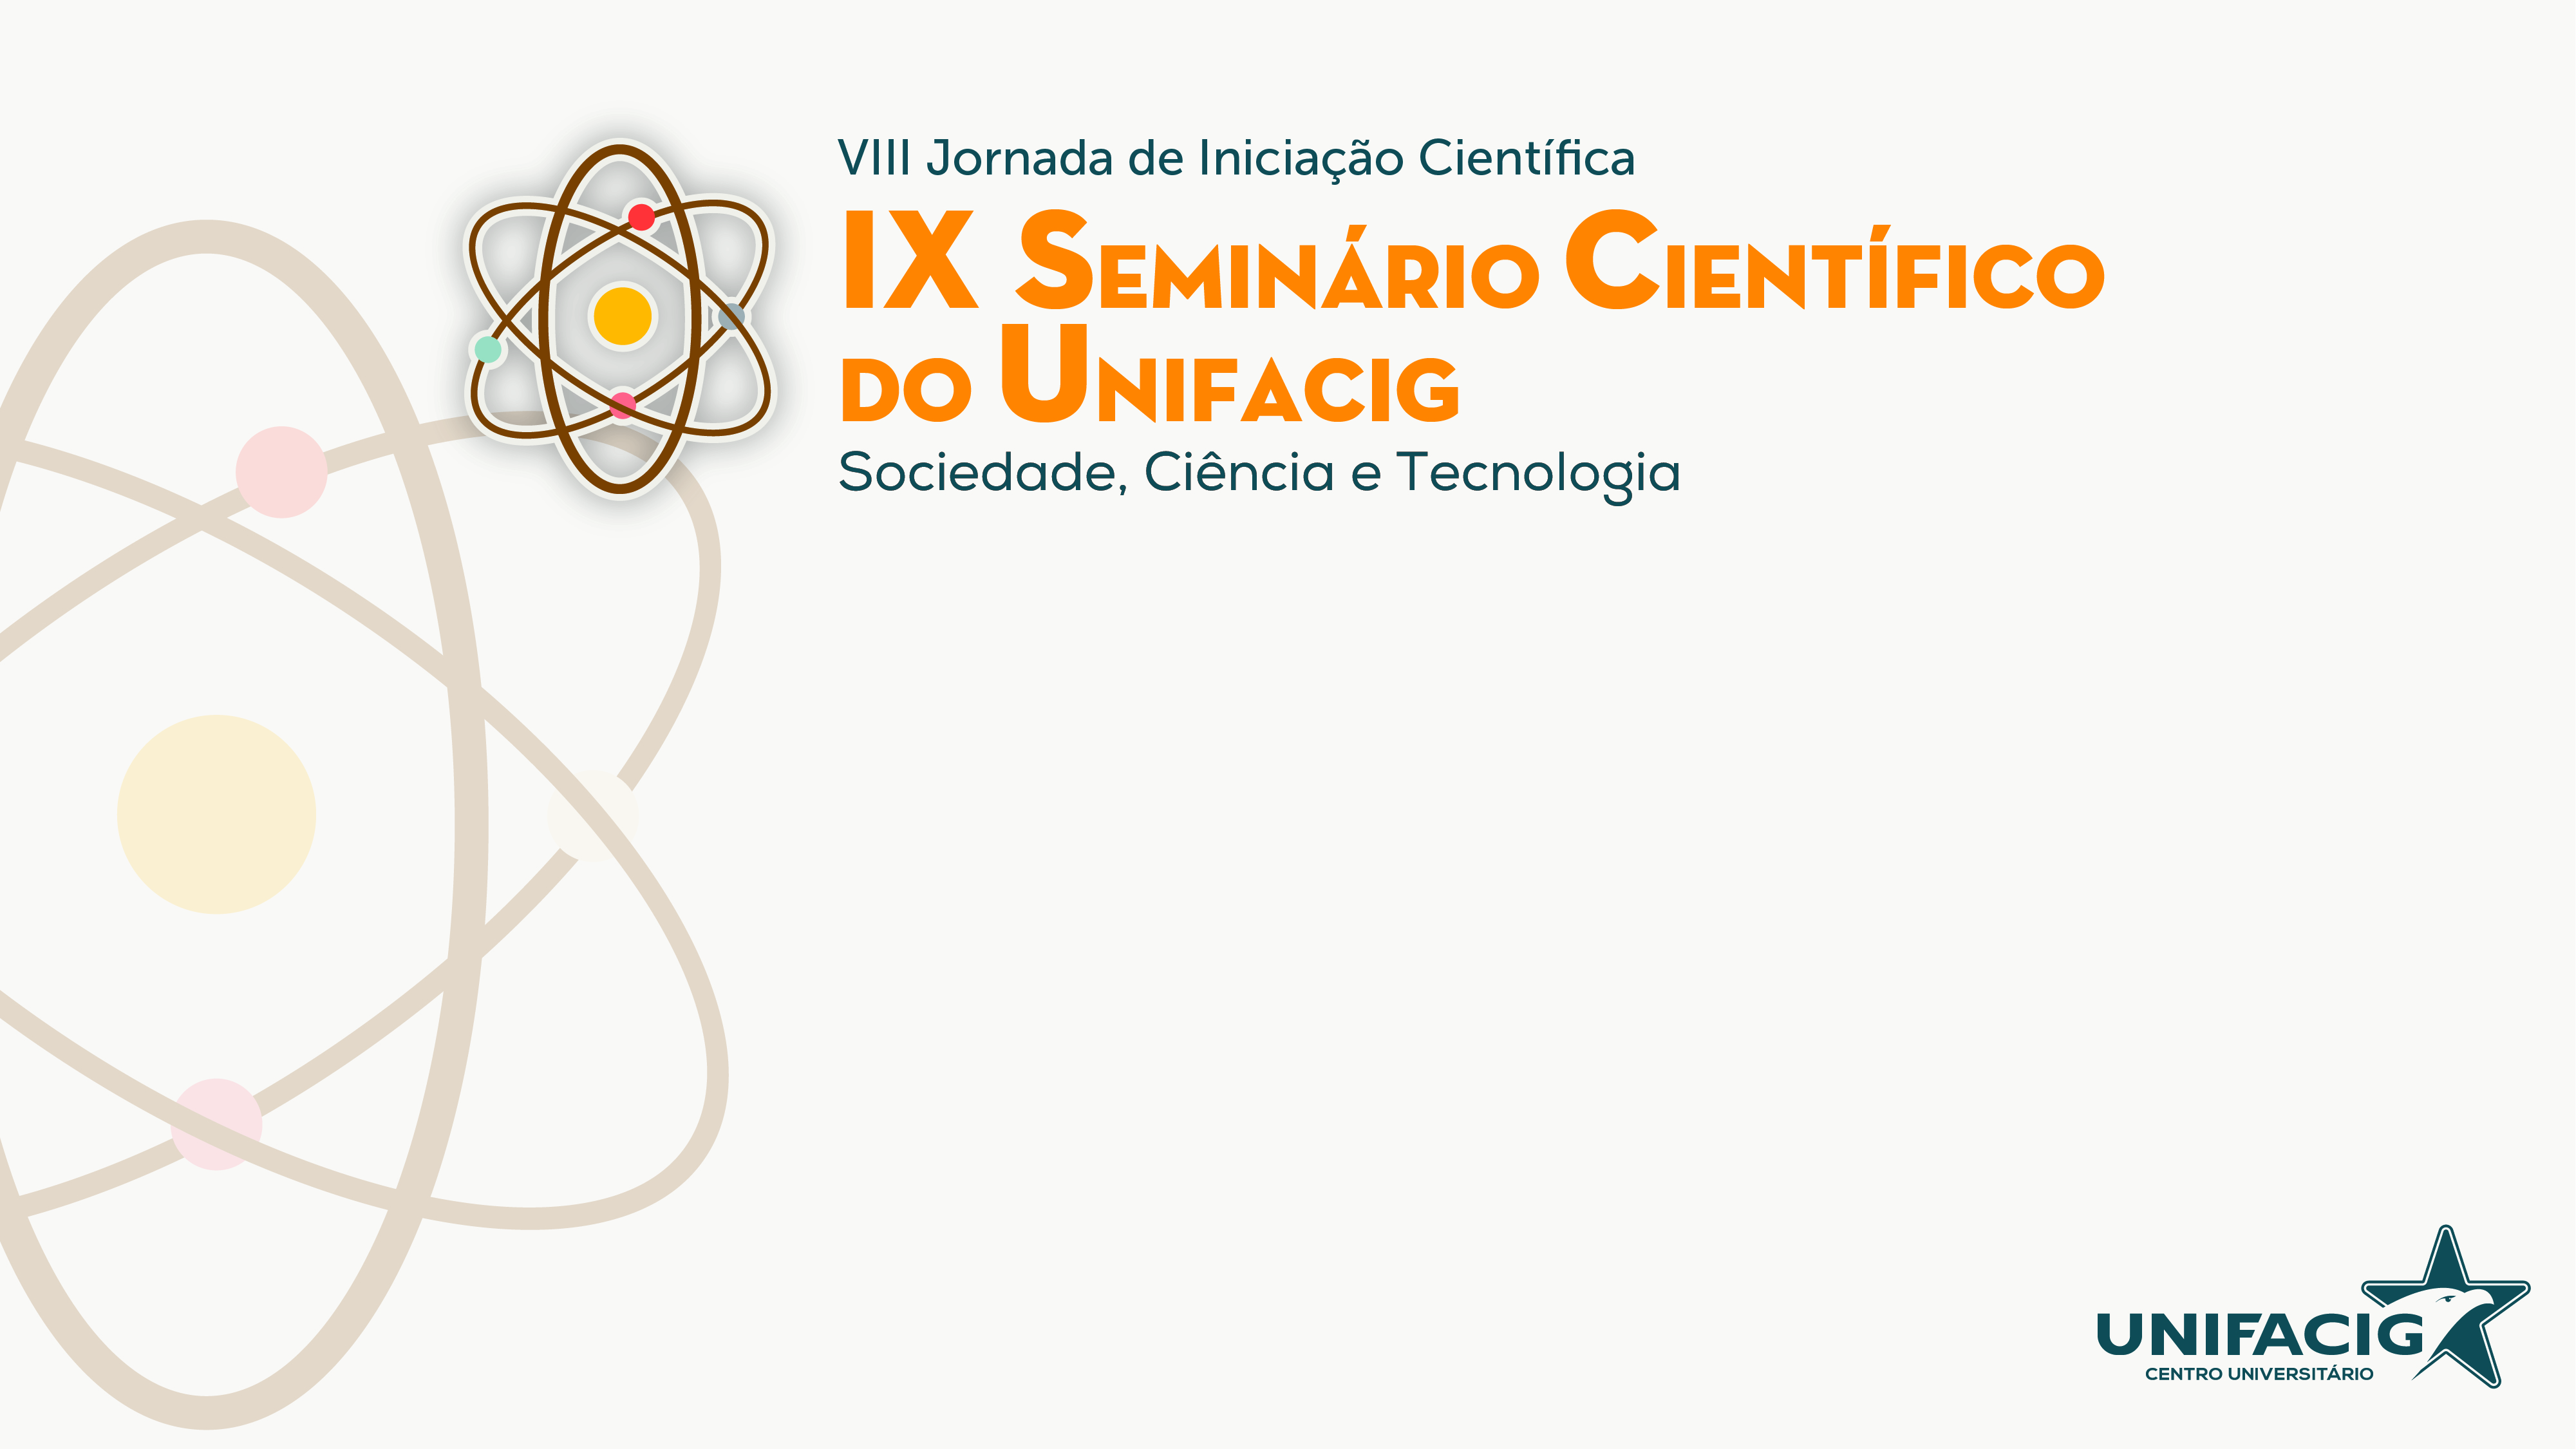 VIII Jornada de Iniciação Científica
IX Seminário Científico
do Unifacig
Sociedade, Ciência e Tecnologia
UNIFACIG
CENTRO UNIVERSITÁRIO